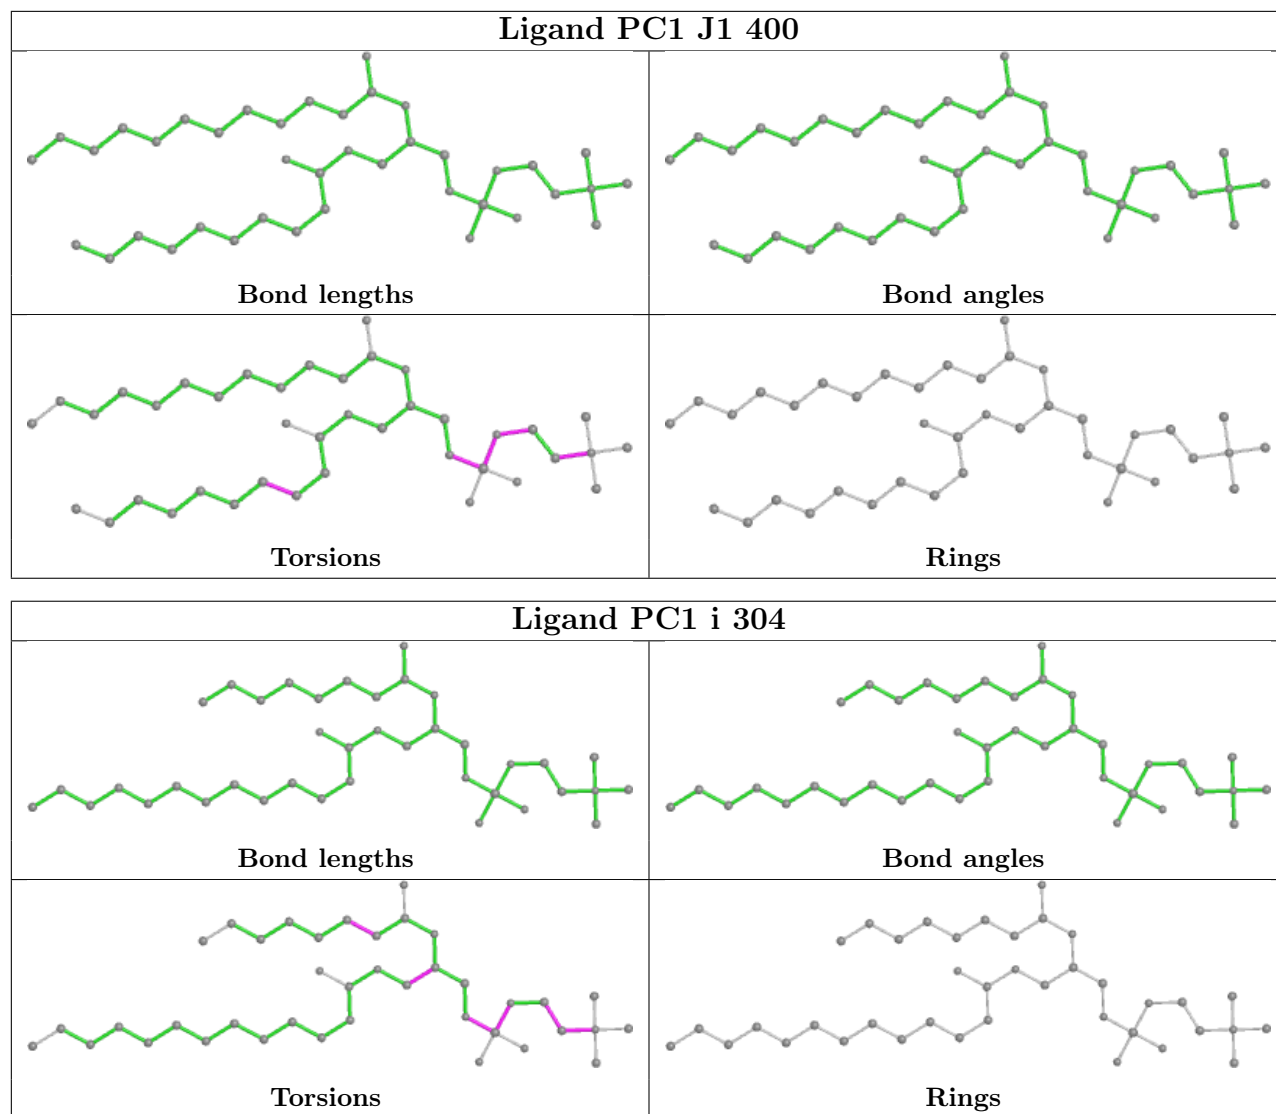 Ligand PC1 J1 400
Bond lengths
Bond angles
Torsions
Rings
Ligand PC1 i 304
Bond lengths
Bond angles
Torsions
Rings